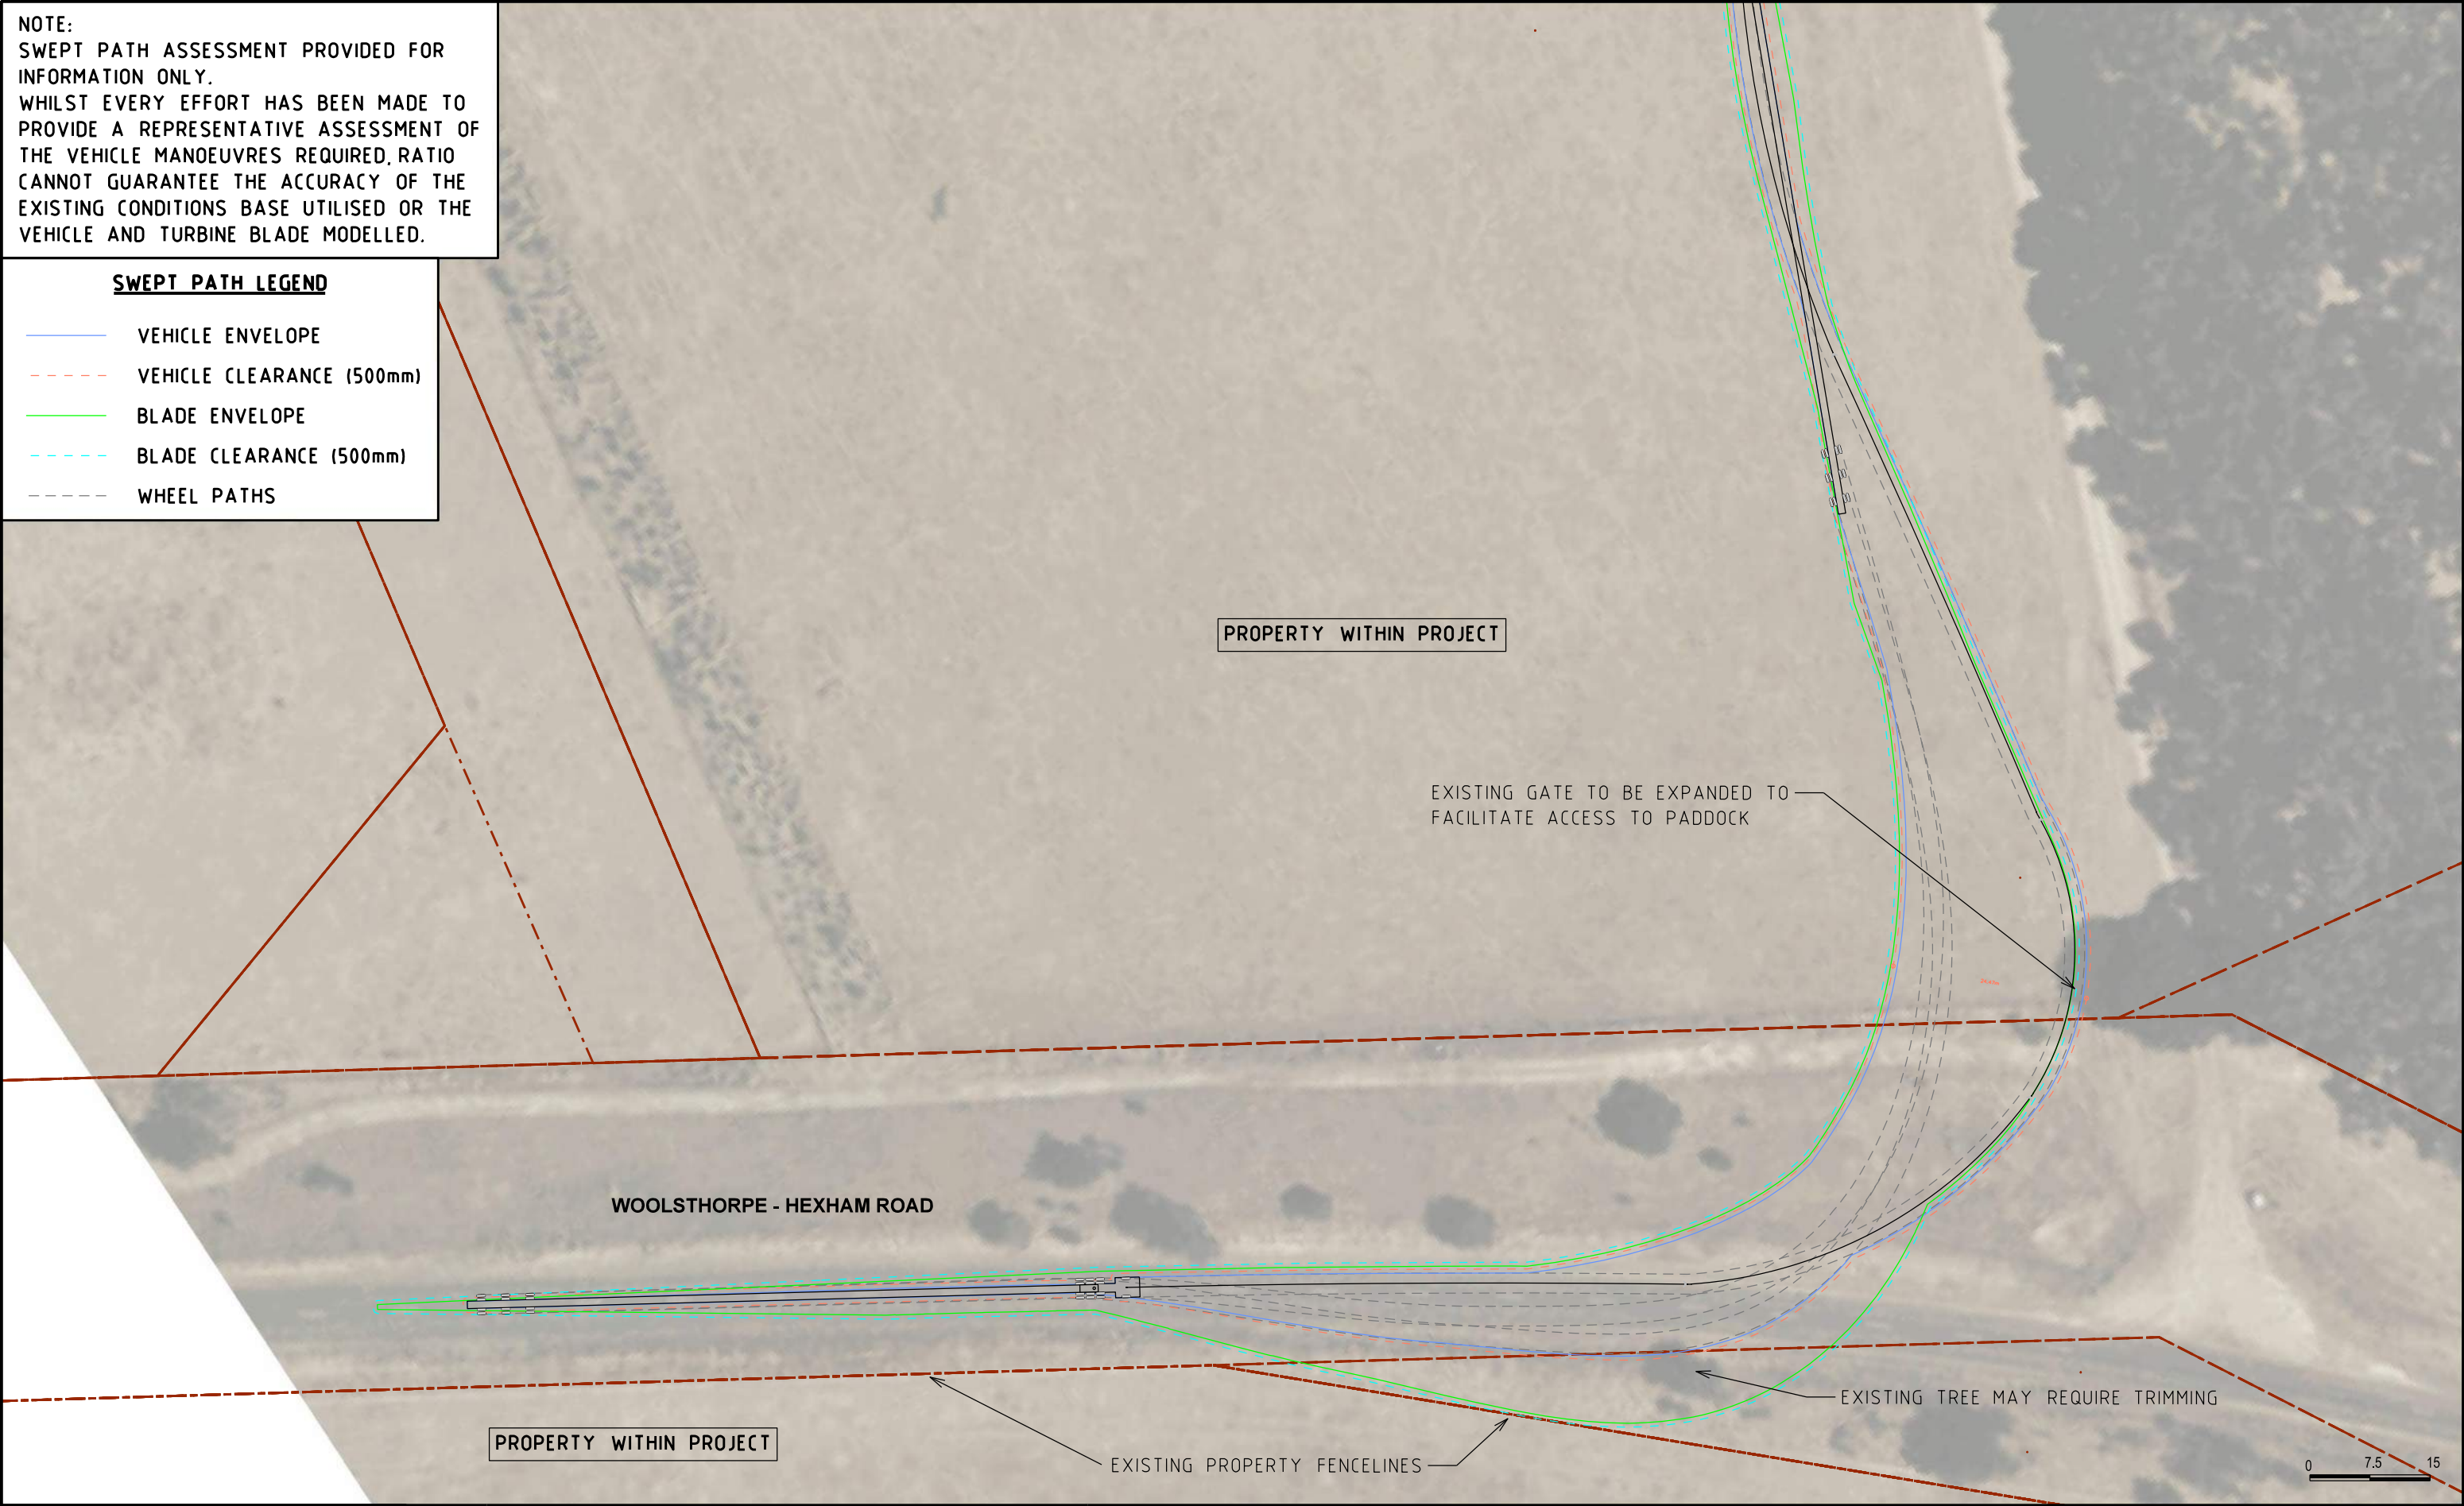 NOTE:
SWEPT PATH ASSESSMENT PROVIDED FOR
INFORMATION ONLY.
WHILST EVERY EFFORT HAS BEEN MADE TO
PROVIDE A REPRESENTATIVE ASSESSMENT OF
THE VEHICLE MANOEUVRES REQUIRED, RATIO
CANNOT GUARANTEE THE ACCURACY OF THE
EXISTING CONDITIONS BASE UTILISED OR THE
VEHICLE AND TURBINE BLADE MODELLED.
SWEPT PATH LEGEND
VEHICLE ENVELOPE
VEHICLE CLEARANCE (500mm)
BLADE ENVELOPE
BLADE CLEARANCE (500mm)
WHEEL PATHS
PROPERTY WITHIN PROJECT
EXISTING GATE TO BE EXPANDED TO
FACILITATE ACCESS TO PADDOCK
WOOLSTHORPE - HEXHAM ROAD
EXISTING TREE MAY REQUIRE TRIMMING
PROPERTY WITHIN PROJECT
EXISTING PROPERTY FENCELINES
0 7.5 15